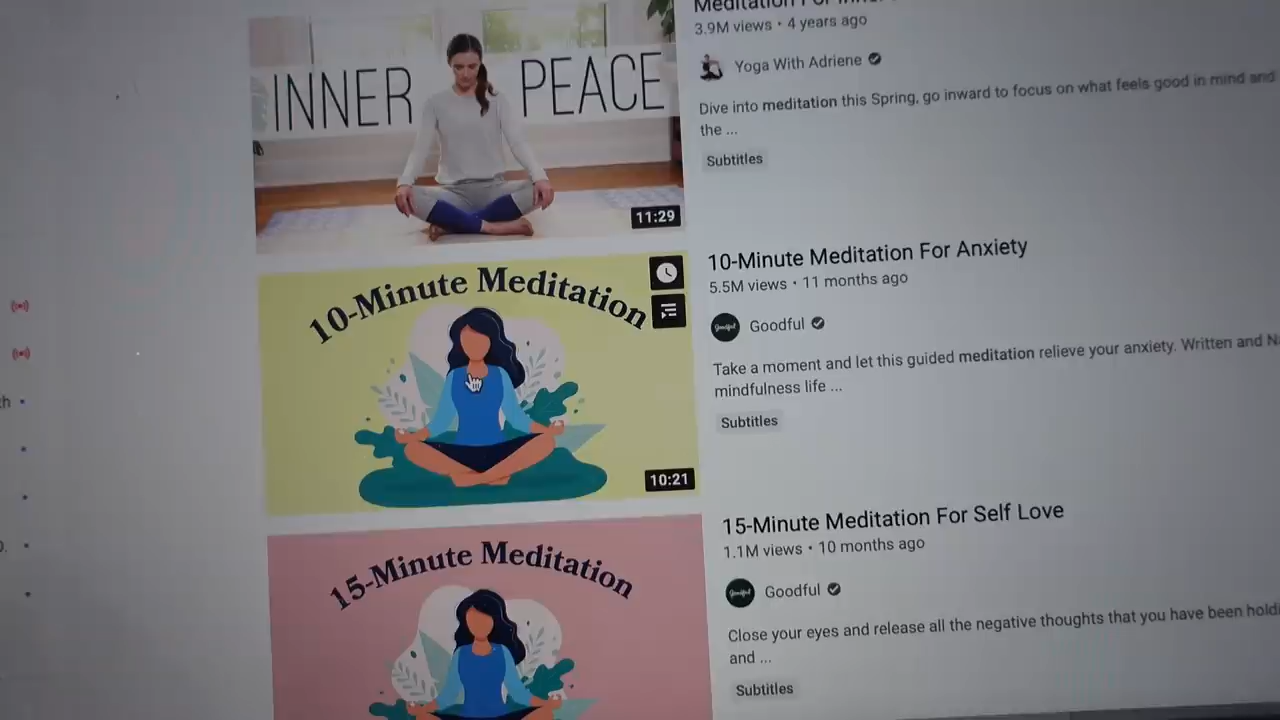 INNER PEACE
11:29
3.9M views • 4 years ago
Yoga With Adriene
Dive into meditation this Spring, go inward to focus on what feels good in mind and
the ...
Subtitles
10-Minute Meditation
10:21
10-Minute Meditation For Anxiety
5.5M views • 11 months ago
Goodful
Goodful
Take a moment and let this guided meditation relieve your anxiety. Written and
mindfulness life ...
Subtitles
15-Minute Meditation
15-Minute Meditation For Self Love
1.1M views • 10 months ago
Goodful
Goodful
Close your eyes and release all the negative thoughts that you have been
and ...
Subtitles